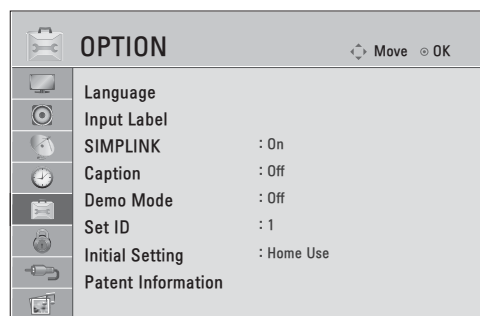 OPTION
Move OK
Language
Input Label
SIMPLINK : On
Caption : Off
Demo Mode : Off
Set ID : 1
Initial Setting : Home Use
Patent Information